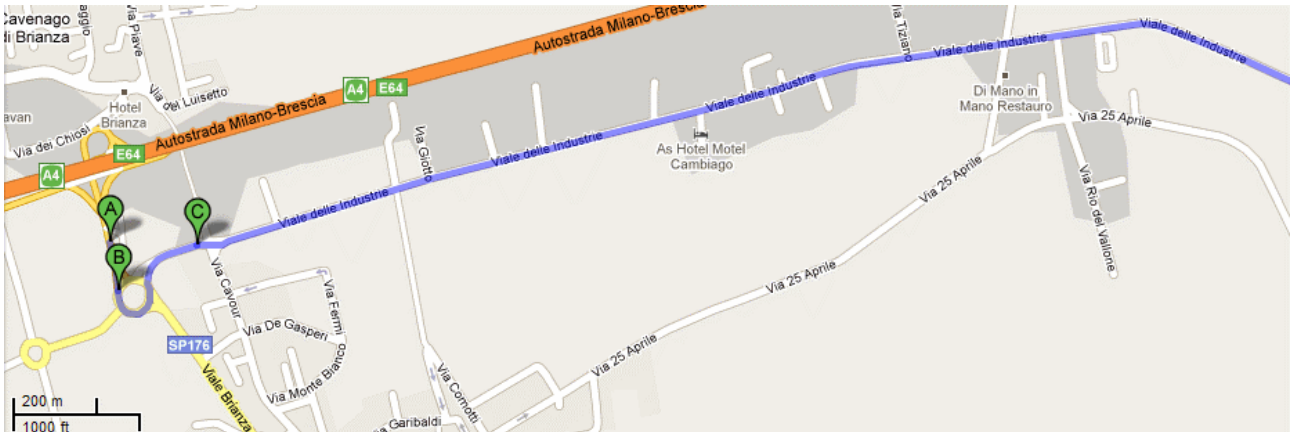 Cavenago
di Brianza
aggio
Via Piave
Via del Luisetto
Hotel
Brianza
avan
Via dei Chiosi
Autostrada Milano-Brescia
A4
E64
Autostrada Milano-Brescia
A4
E64
Via Tiziano
Viale delle Industrie
Viale delle Industrie
Di Mano in
Mano Restauro
Via 25 Aprile
Viale delle Industrie
As Hotel Motel
Cambiago
Via Giotto
Viale delle Industrie
Viale delle Industrie
Via 25 Aprile
Via Rio del Vallone
A
C
B
Via Cavour
Via Fermi
Via De Gasperi
Via Monte Bianco
SP176
Viale Brianza
Via 25 Aprile
Via 25 Aprile
Via Comotti
Garibaldi
200 m
1000 ft